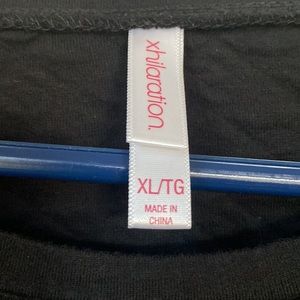 xhilaration.
XL/TG
MADE IN
CHINA